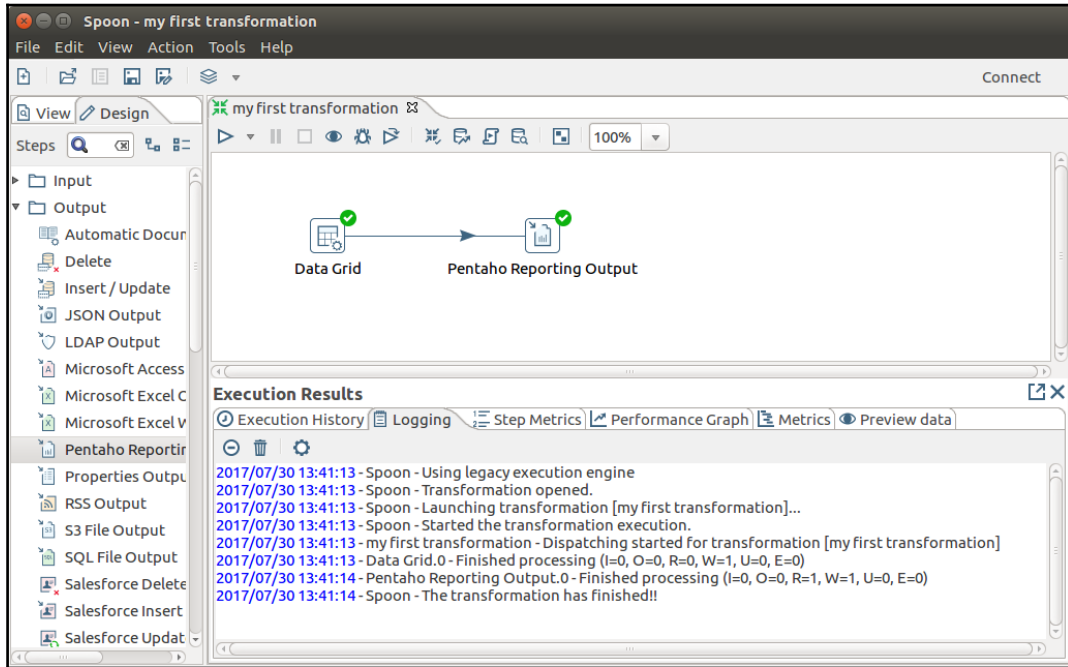 Spoon - my first transformation
File Edit View Action Tools Help
Connect
View Design
my first transformation
Steps
100%
Input
Output
Automatic Docun
Delete
Insert / Update
JSON Output
LDAP Output
Microsoft Access
Microsoft Excel O
Microsoft Excel W
Pentaho Reportin
Properties Outpu
RSS Output
S3 File Output
SQL File Output
Salesforce Delete
Salesforce Insert
Salesforce Updat
Data Grid
Pentaho Reporting Output
Execution Results
Execution History Logging Step Metrics Performance Graph Metrics Preview data
2017/07/30 13:41:13 - Spoon - Using legacy execution engine
2017/07/30 13:41:13 - Spoon - Transformation opened.
2017/07/30 13:41:13 - Spoon - Launching transformation [my first transformation]...
2017/07/30 13:41:13 - Spoon - Started the transformation execution.
2017/07/30 13:41:13 - my first transformation - Dispatching started for transformation [my first transformation]
2017/07/30 13:41:13 - Data Grid.0 - Finished processing (I=0, O=0, R=0, W=1, U=0, E=0)
2017/07/30 13:41:14 - Pentaho Reporting Output.0 - Finished processing (I=0, O=0, R=1, W=1, U=0, E=0)
2017/07/30 13:41:14 - Spoon - The transformation has finished!!